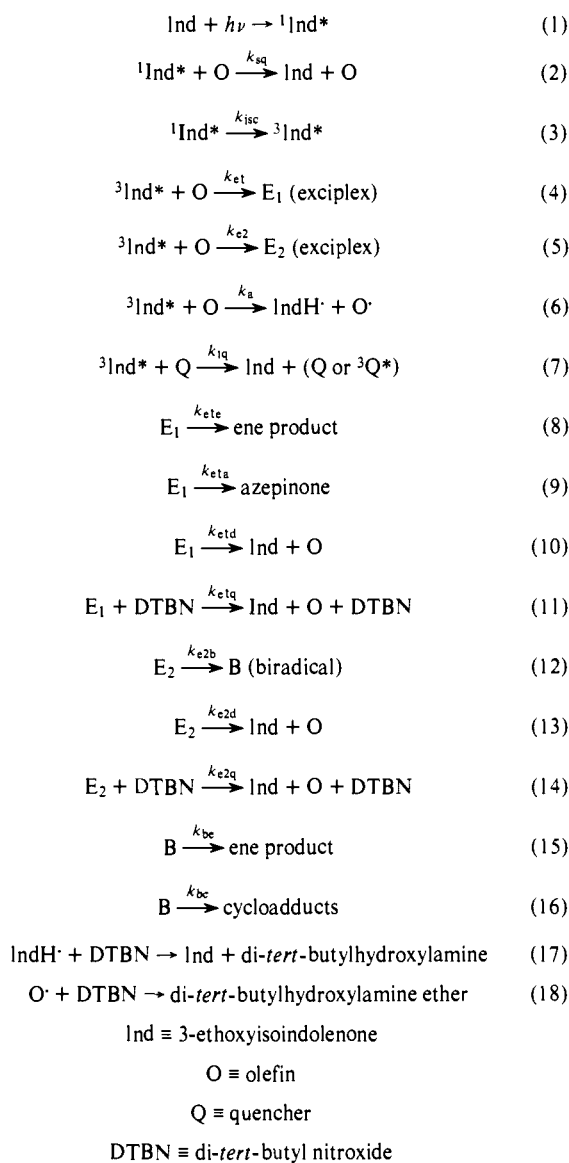 Ind + hν → ¹Ind* (1)
¹Ind* + O —k_sq→ Ind + O (2)
¹Ind* —k_isc→ ³Ind* (3)
³Ind* + O —k_et→ E₁ (exciplex) (4)
³Ind* + O —k_e2→ E₂ (exciplex) (5)
³Ind* + O —k_a→ IndH· + O· (6)
³Ind* + Q —k_tq→ Ind + (Q or ³Q*) (7)
E₁ —k_ete→ ene product (8)
E₁ —k_eta→ azepinone (9)
E₁ —k_etd→ Ind + O (10)
E₁ + DTBN —k_etq→ Ind + O + DTBN (11)
E₂ —k_e2b→ B (biradical) (12)
E₂ —k_e2d→ Ind + O (13)
E₂ + DTBN —k_e2q→ Ind + O + DTBN (14)
B —k_be→ ene product (15)
B —k_bc→ cycloadducts (16)
IndH· + DTBN → Ind + di-tert-butylhydroxylamine (17)
O· + DTBN → di-tert-butylhydroxylamine ether (18)
Ind ≡ 3-ethoxyisoindolenone
O ≡ olefin
Q ≡ quencher
DTBN ≡ di-tert-butyl nitroxide